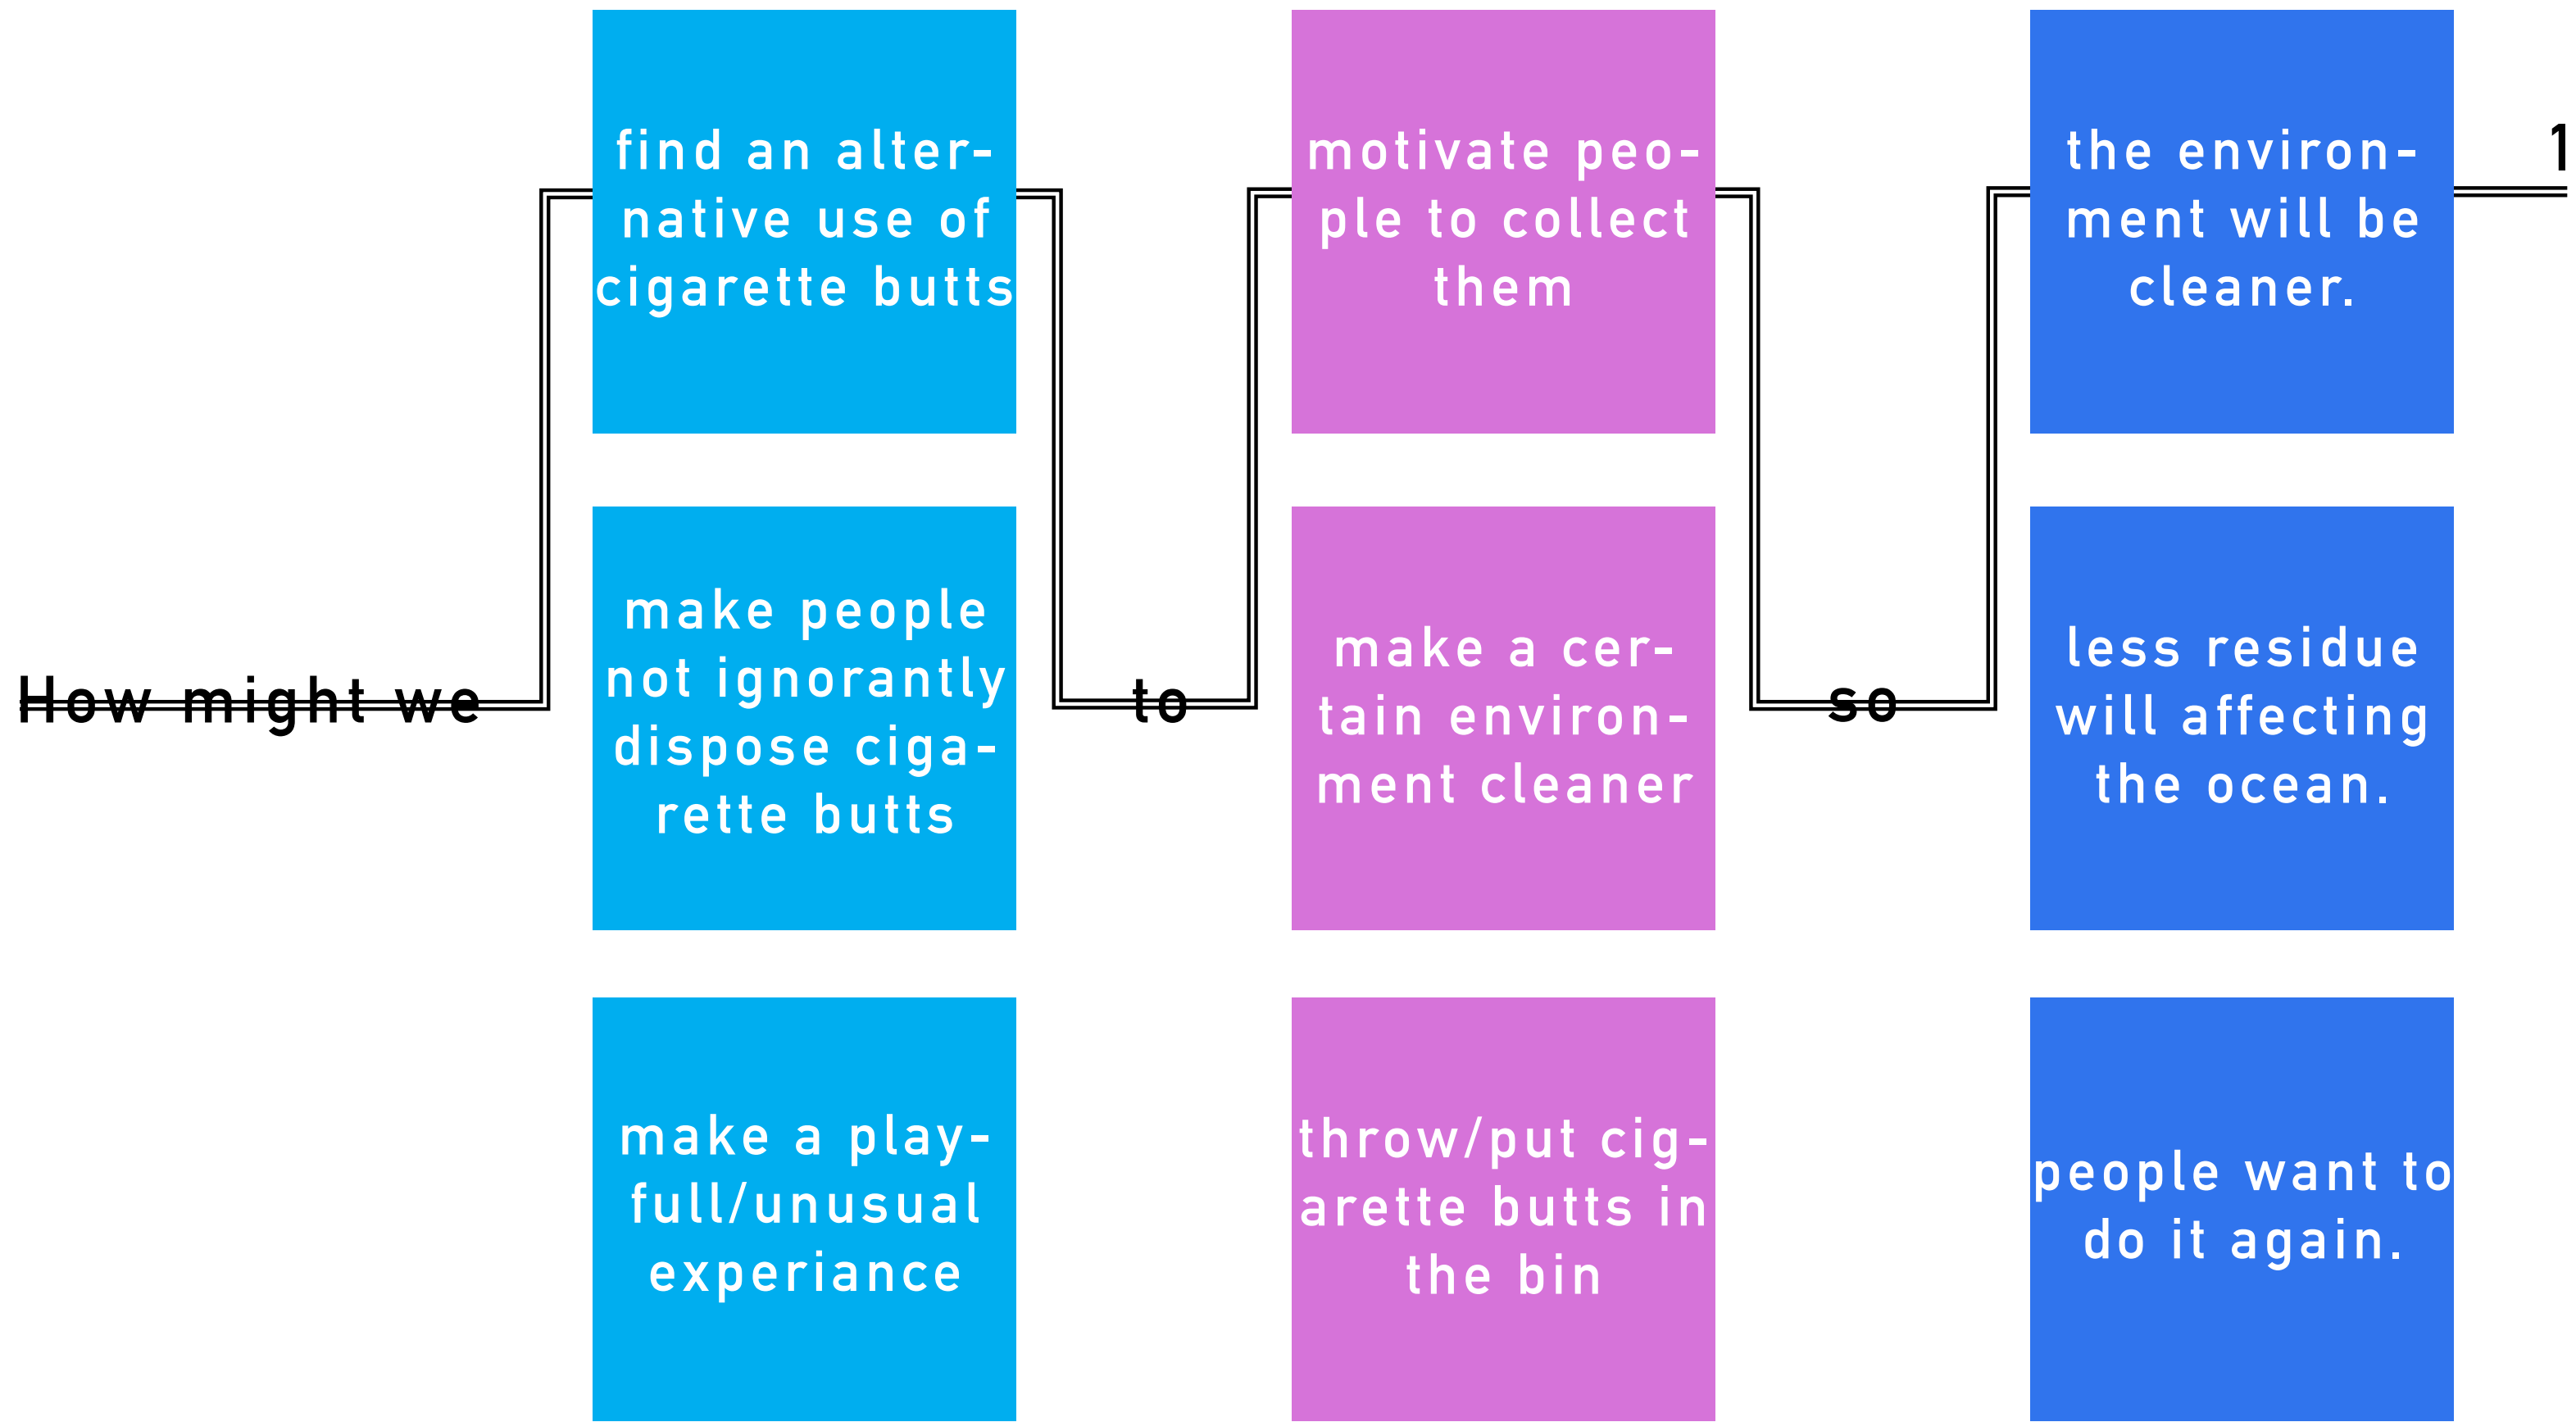 How might we
find an alter-
native use of
cigarette butts
to
motivate peo-
ple to collect
them
so
the environ-
ment will be
cleaner.
1
make people
not ignorantly
dispose ciga-
rette butts
make a cer-
tain environ-
ment cleaner
less residue
will affecting
the ocean.
make a play-
full/unusual
experiance
throw/put cig-
arette butts in
the bin
people want to
do it again.